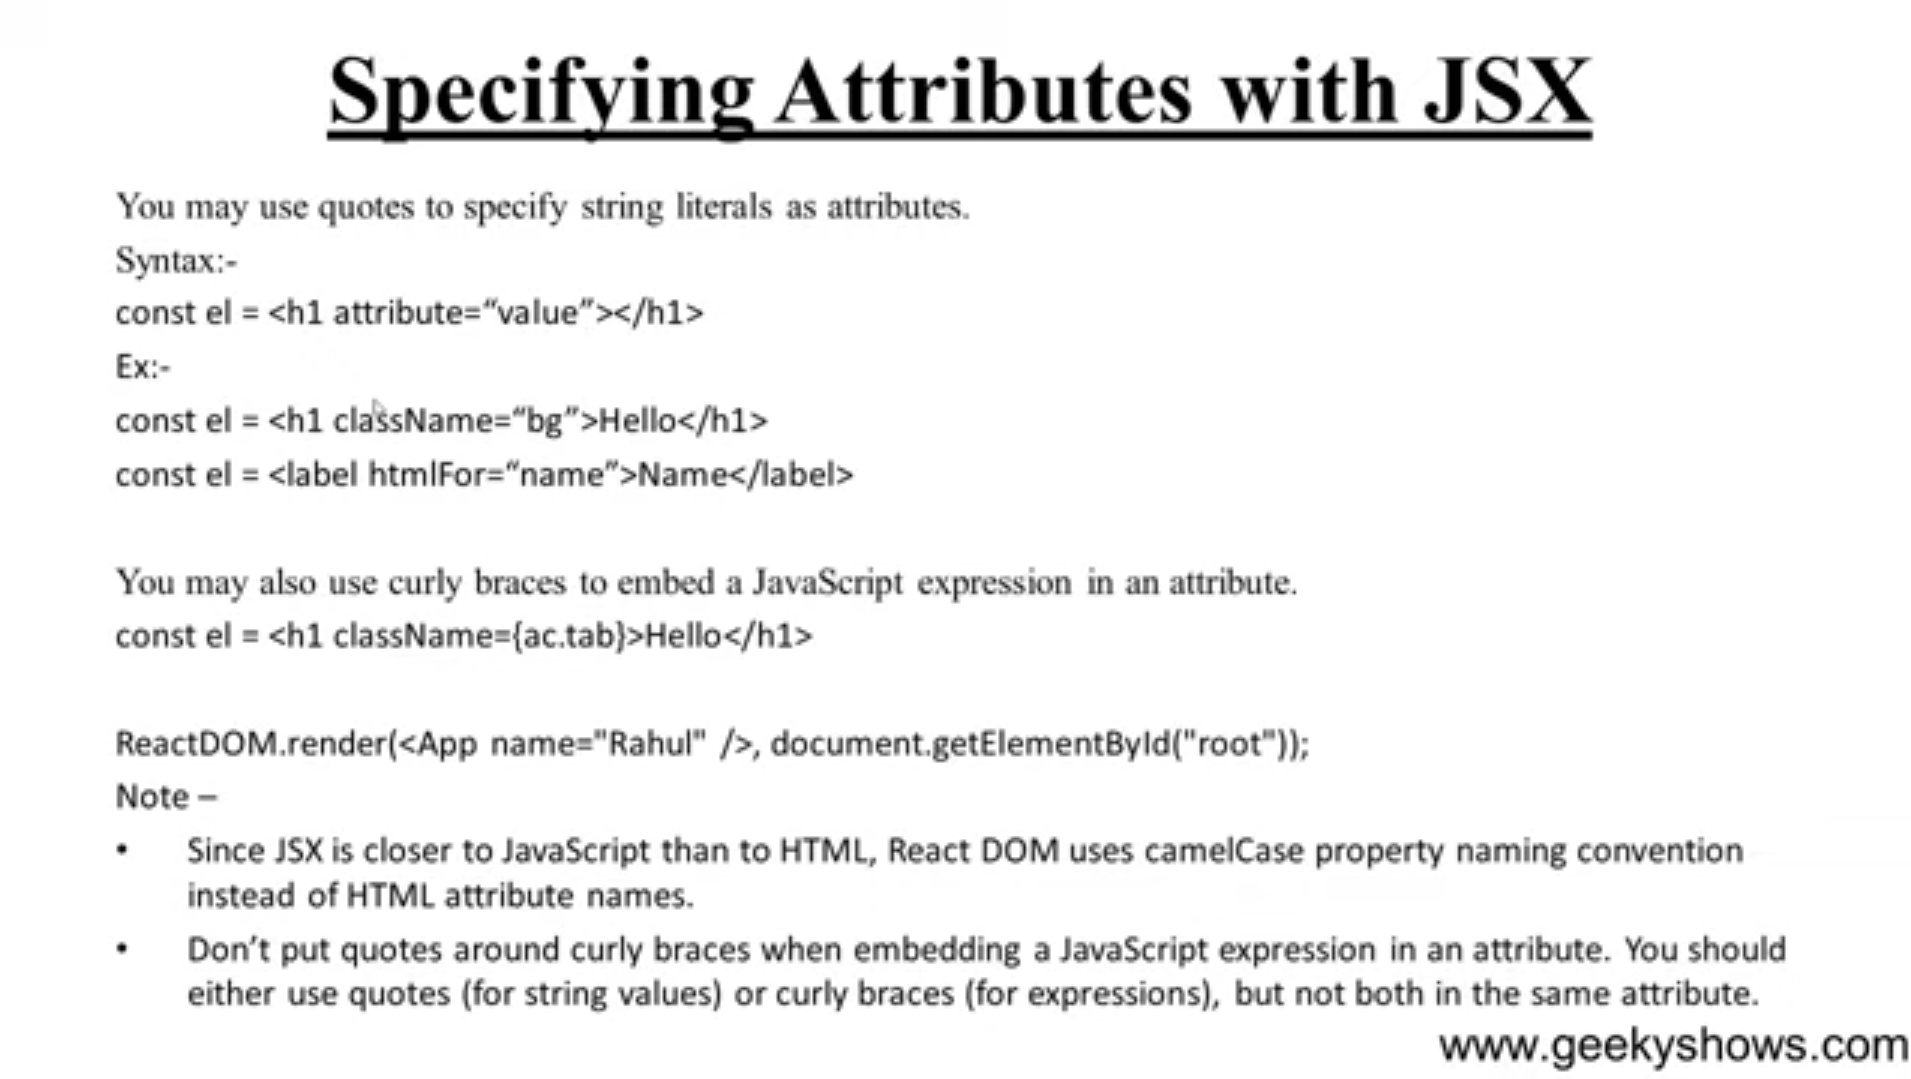 Specifying Attributes with JSX
You may use quotes to specify string literals as attributes.
Syntax:-
const el = <h1 attribute=“value”></h1>
Ex:-
const el = <h1 className=“bg”>Hello</h1>
const el = <label htmlFor=“name”>Name</label>
You may also use curly braces to embed a JavaScript expression in an attribute.
const el = <h1 className={ac.tab}>Hello</h1>
ReactDOM.render(<App name="Rahul" />, document.getElementById("root"));
Note –
• Since JSX is closer to JavaScript than to HTML, React DOM uses camelCase property naming convention
instead of HTML attribute names.
• Don’t put quotes around curly braces when embedding a JavaScript expression in an attribute. You should
either use quotes (for string values) or curly braces (for expressions), but not both in the same attribute.
www.geekyshows.com